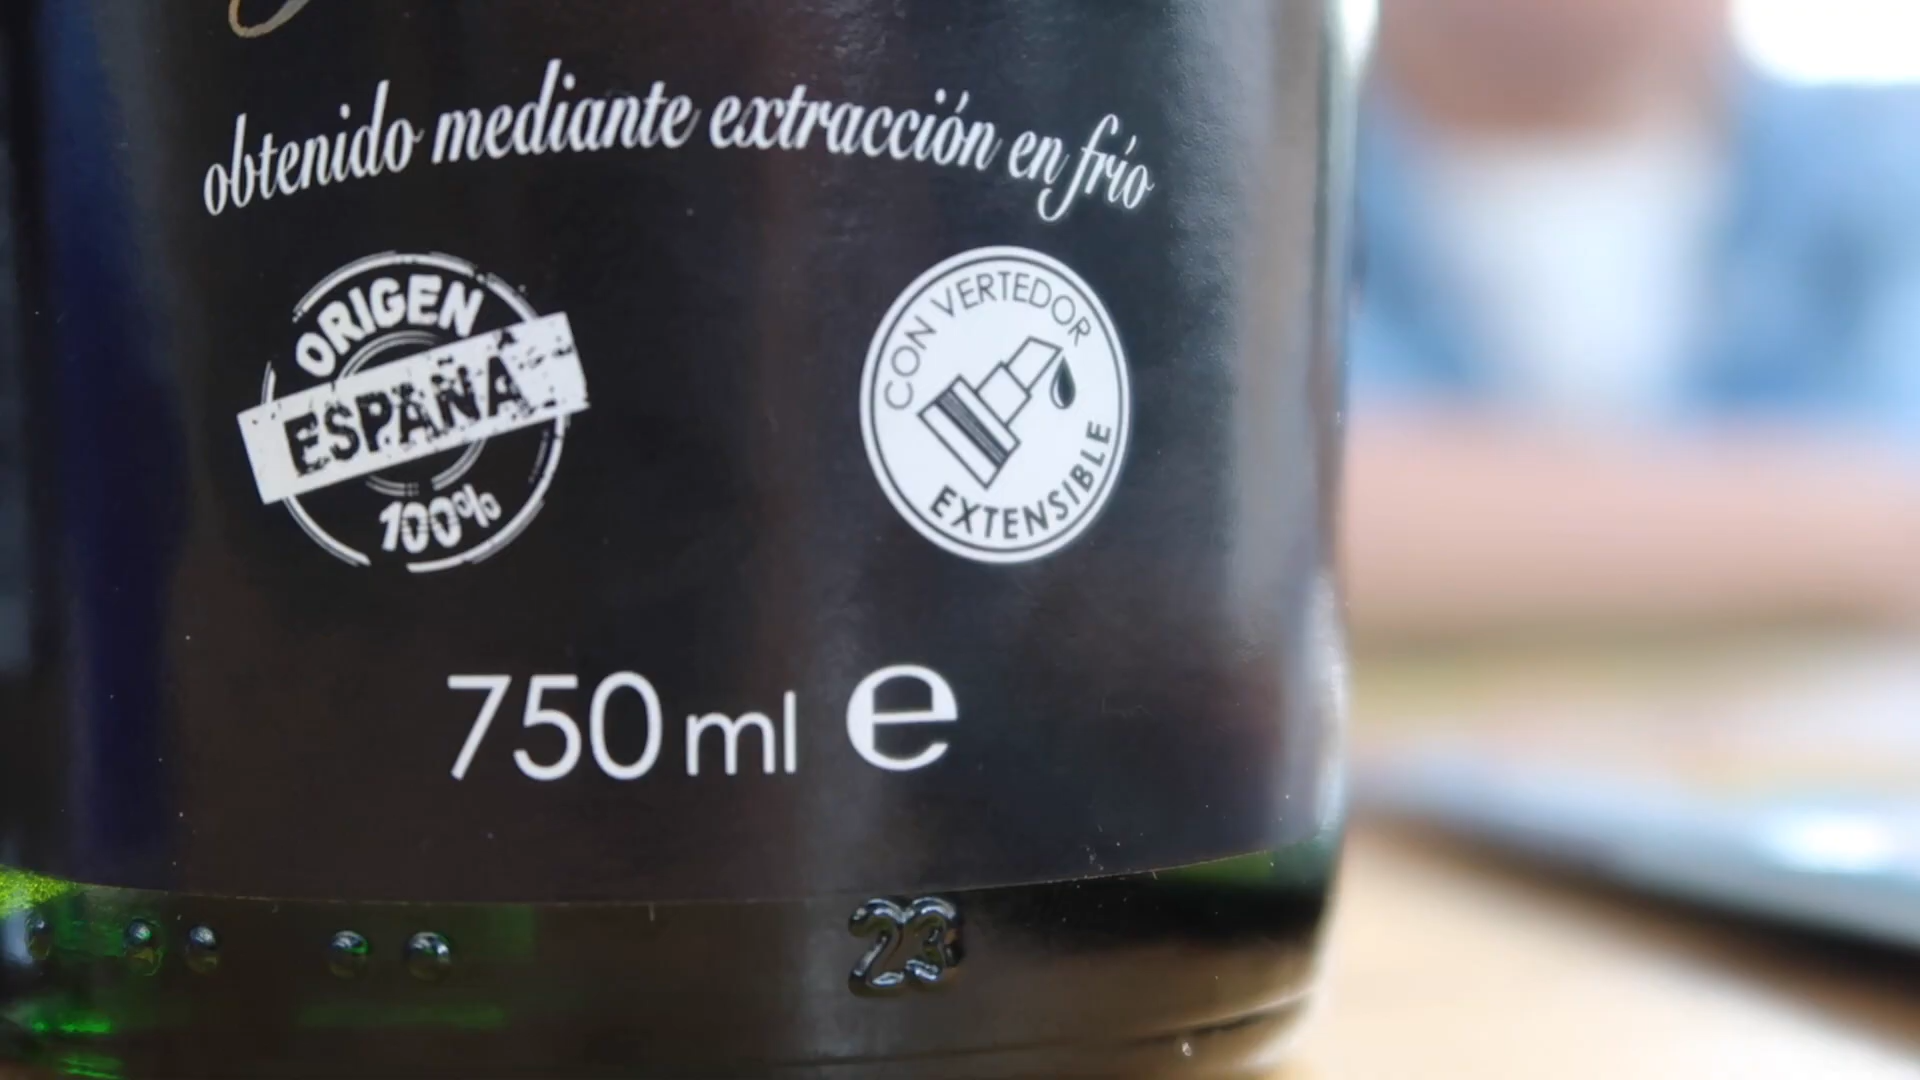 obtenido mediante extracción en frío
ORIGEN
ESPAÑA
100%
CON VERTEDOR
EXTENSIBLE
750 ml e
23